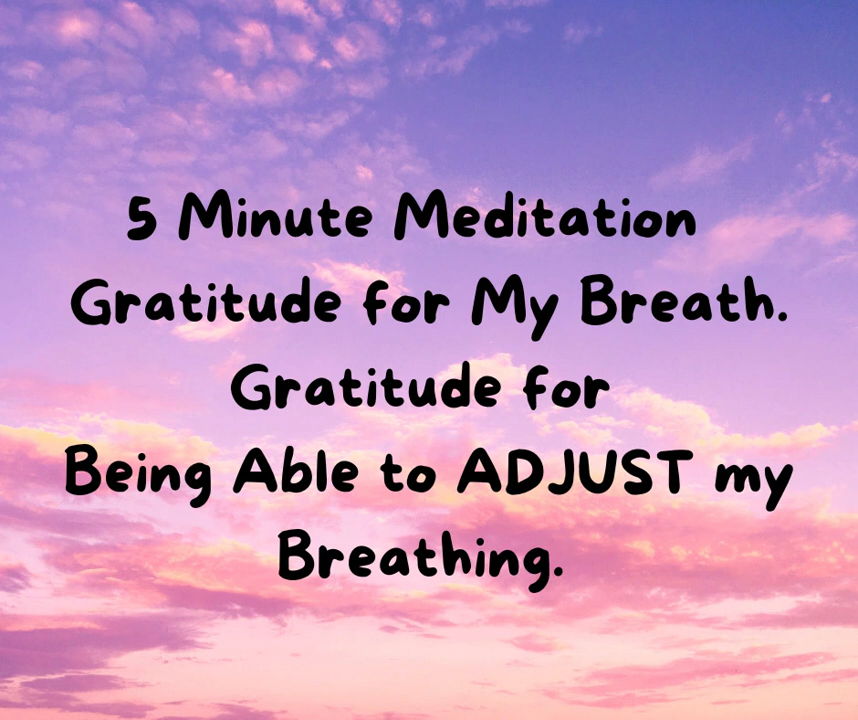 5 Minute Meditation
Gratitude for My Breath.
Gratitude for
Being Able to ADJUST my
Breathing.